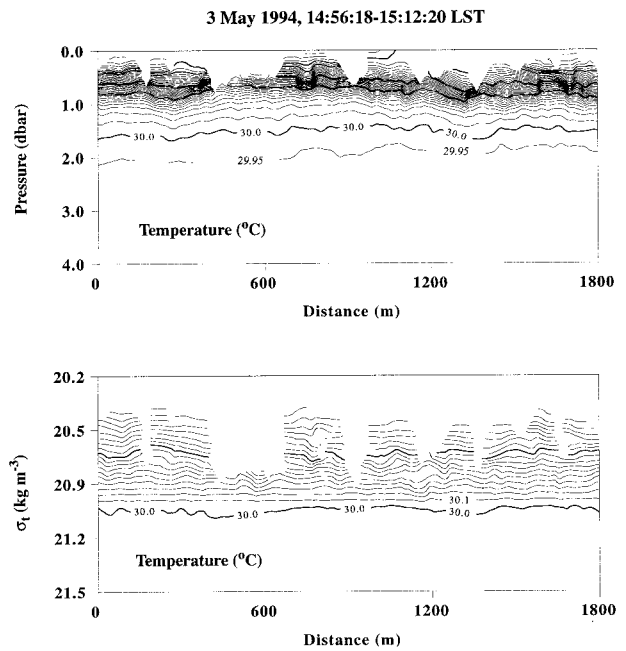 3 May 1994, 14:56:18-15:12:20 LST
0.0
1.0
2.0
3.0
4.0
Pressure (dbar)
30.0 30.0 30.0 30.0
29.95 29.95
Temperature (°C)
0 600 1200 1800
Distance (m)
20.2
20.5
20.9
21.2
21.5
σt (kg m-3)
30.1
30.0 30.0 30.0 30.0
Temperature (°C)
0 600 1200 1800
Distance (m)